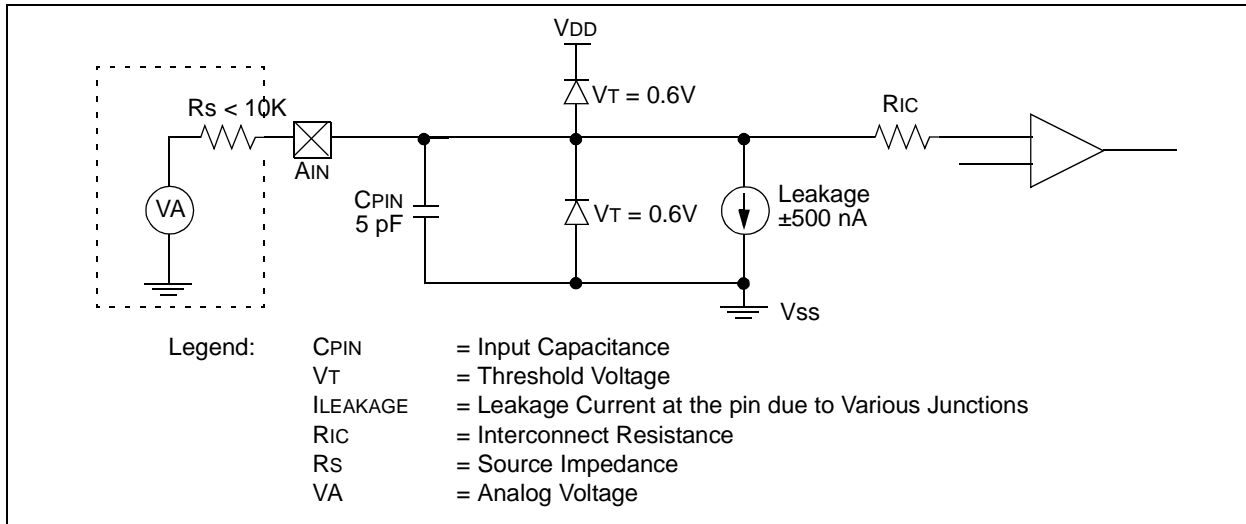 VDD
VT = 0.6V
RS < 10K
RIC
AIN
VA
CPIN
5 pF
VT = 0.6V
Leakage
±500 nA
VSS
Legend:
CPIN = Input Capacitance
VT = Threshold Voltage
ILEAKAGE = Leakage Current at the pin due to Various Junctions
RIC = Interconnect Resistance
RS = Source Impedance
VA = Analog Voltage